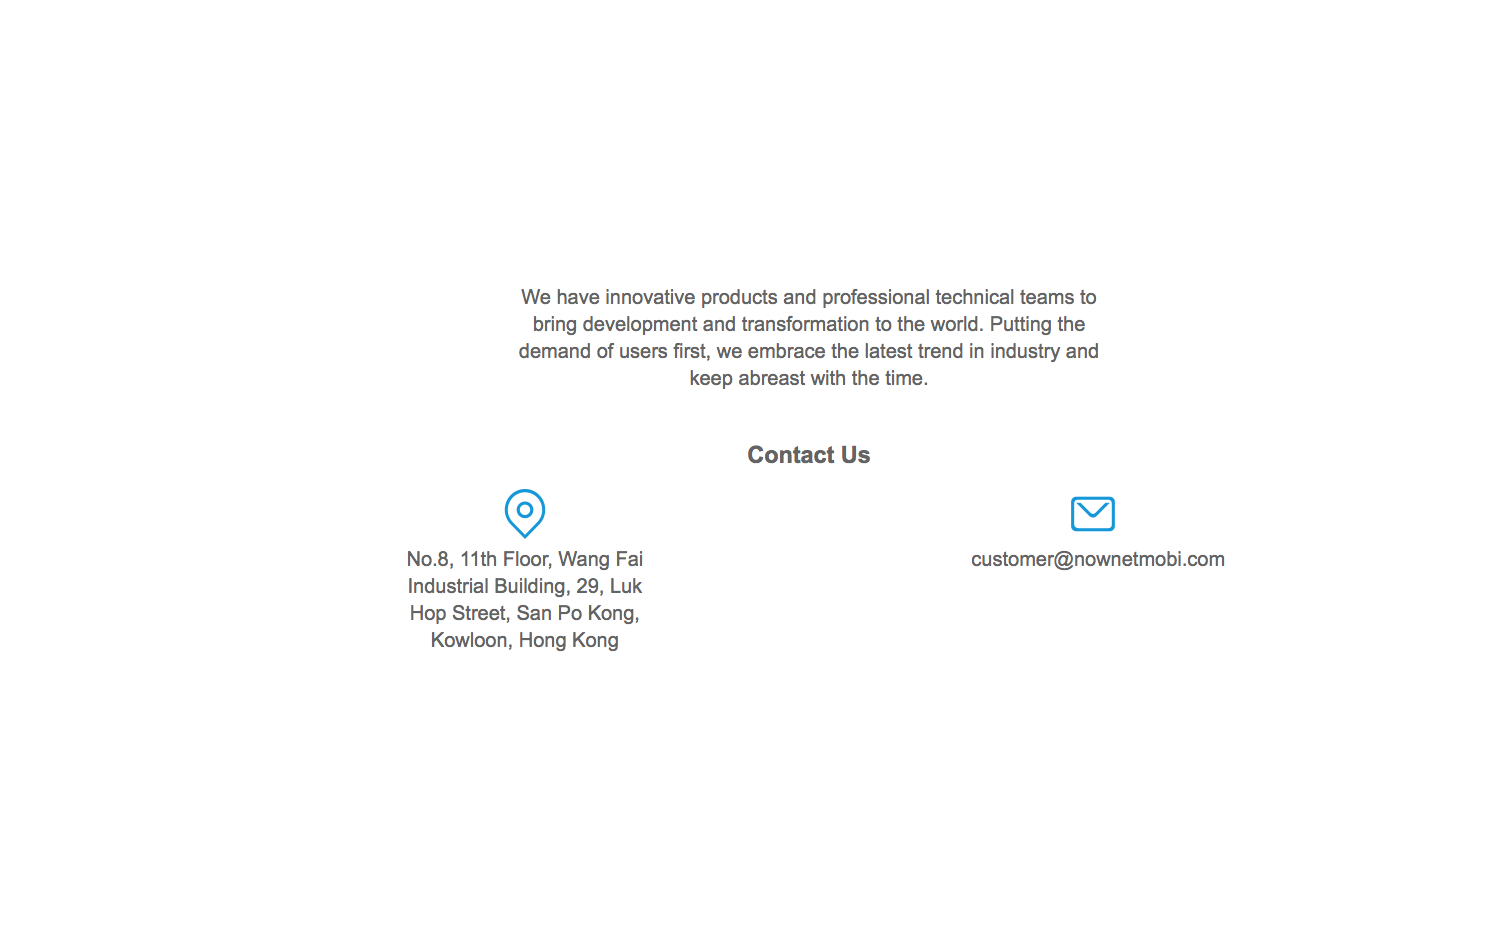 We have innovative products and professional technical teams to
bring development and transformation to the world. Putting the
demand of users first, we embrace the latest trend in industry and
keep abreast with the time.
Contact Us
No.8, 11th Floor, Wang Fai
Industrial Building, 29, Luk
Hop Street, San Po Kong,
Kowloon, Hong Kong
customer@nownetmobi.com